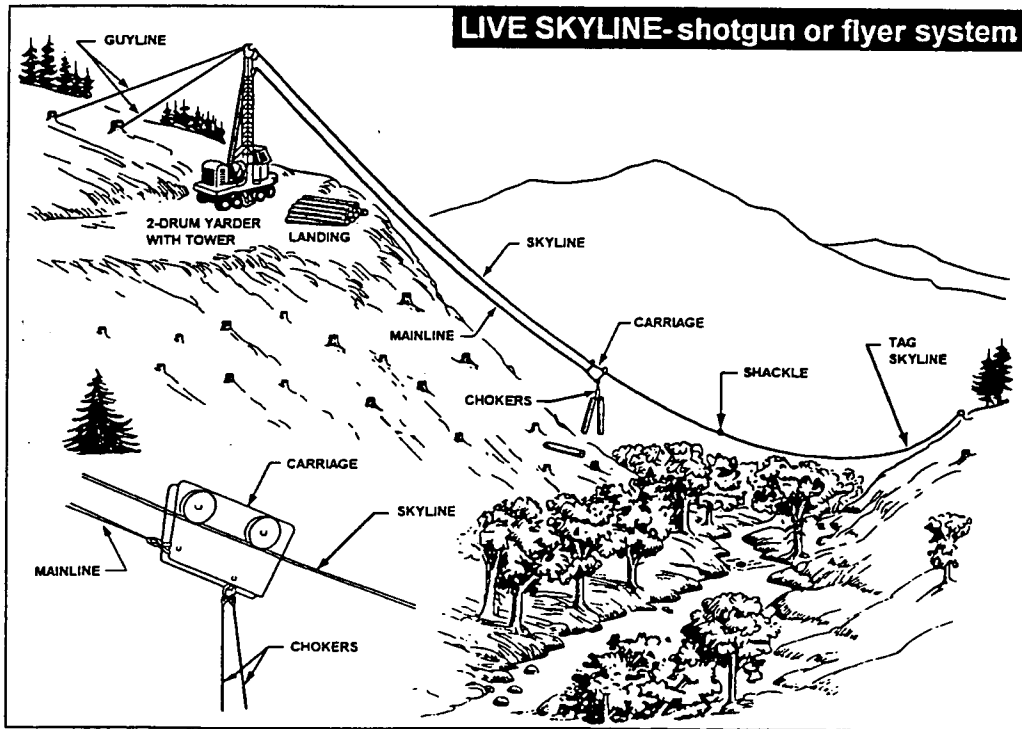 LIVE SKYLINE- shotgun or flyer system
GUYLINE
2-DRUM YARDER
WITH TOWER
LANDING
SKYLINE
MAINLINE
CARRIAGE
TAG
SKYLINE
SHACKLE
CHOKERS
CARRIAGE
SKYLINE
MAINLINE
CHOKERS